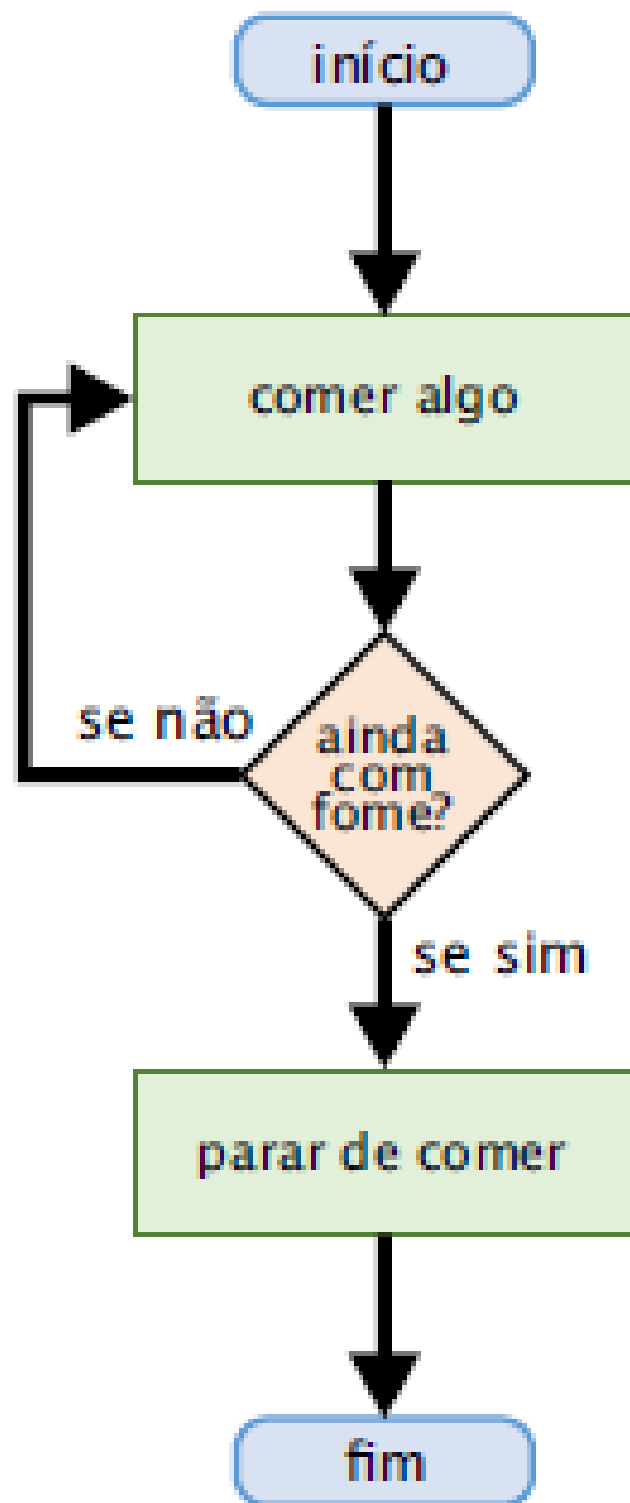 início
comer algo
se não
ainda
com
fome?
se sim
parar de comer
fim